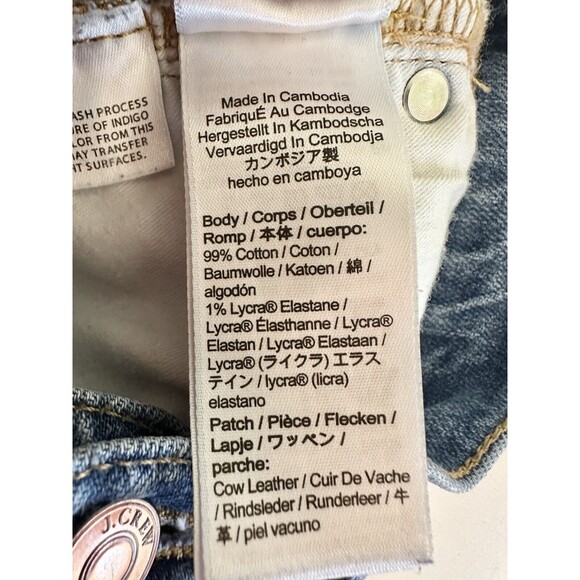 ASH PROCESS
URE OF INDIGO
LOR FROM THIS
MAY TRANSFER
HT SURFACES.
Made In Cambodia
FabriquÉ Au Cambodge
Hergestellt In Kambodscha
Vervaardigd In Cambodja
カンボジア製
hecho en camboya
Body / Corps / Oberteil /
Romp / 本体 / cuerpo:
99% Cotton / Coton /
Baumwolle / Katoen / 綿 /
algodón
1% Lycra® Elastane /
Lycra® Élasthanne / Lycra®
Elastan / Lycra® Elastaan /
Lycra® (ライクラ) エラス
テイン / lycra® (licra)
elastano
Patch / Pièce / Flecken /
Lapje / ワッペン /
parche:
Cow Leather / Cuir De Vache
/ Rindsleder / Runderleer / 牛
革 / piel vacuno
J.CREW